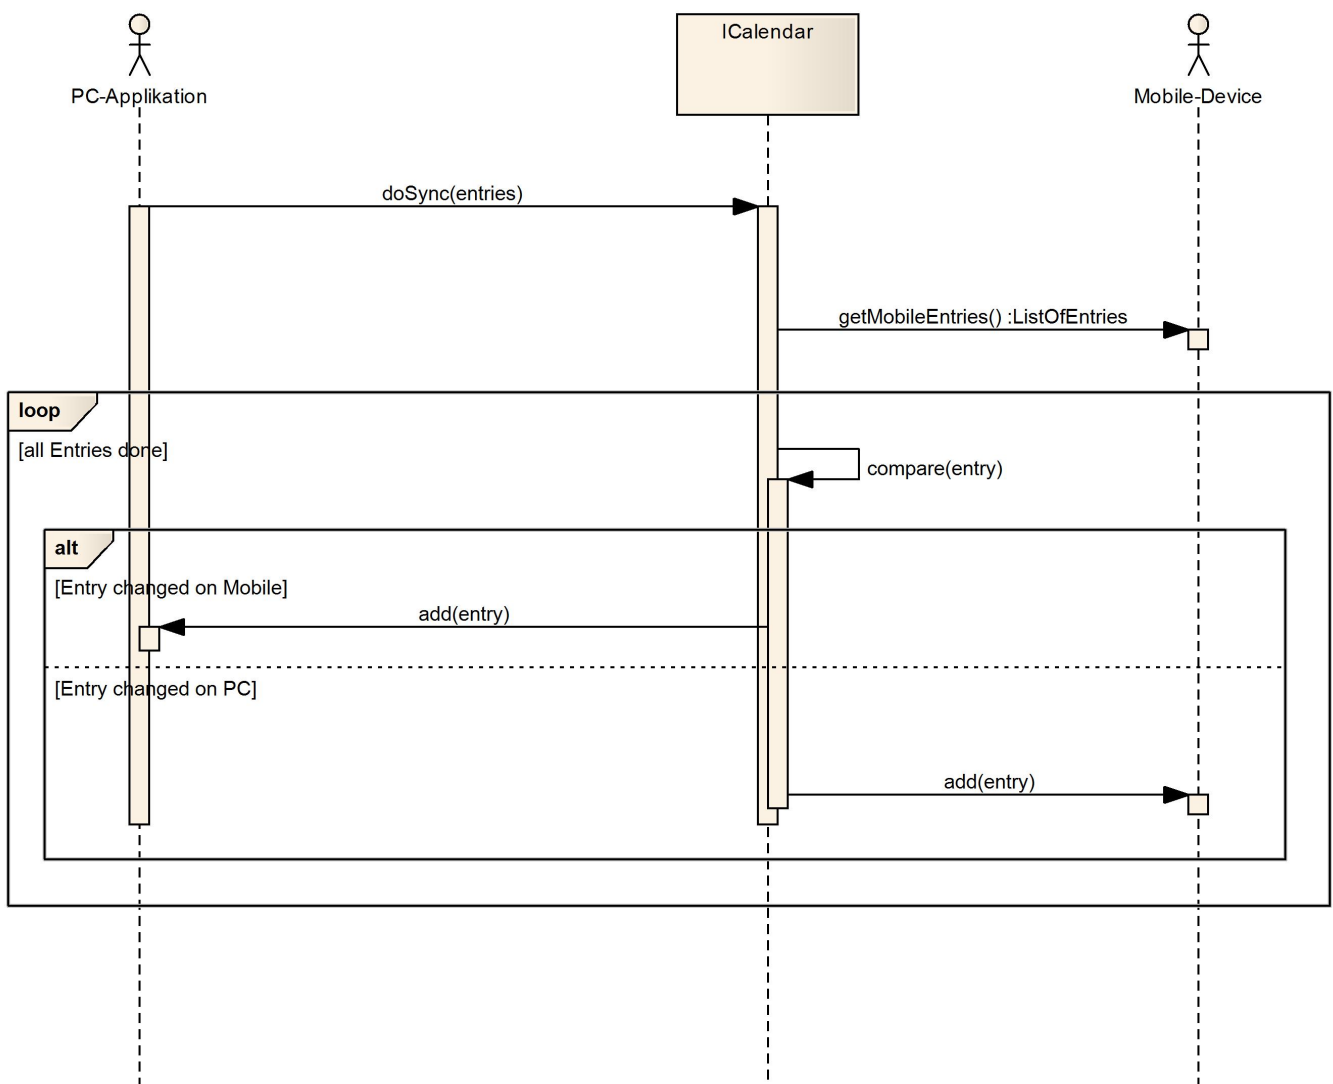 PC-Applikation
ICalendar
Mobile-Device
doSync(entries)
getMobileEntries() :ListOfEntries
loop
[all Entries done]
compare(entry)
alt
[Entry changed on Mobile]
add(entry)
[Entry changed on PC]
add(entry)